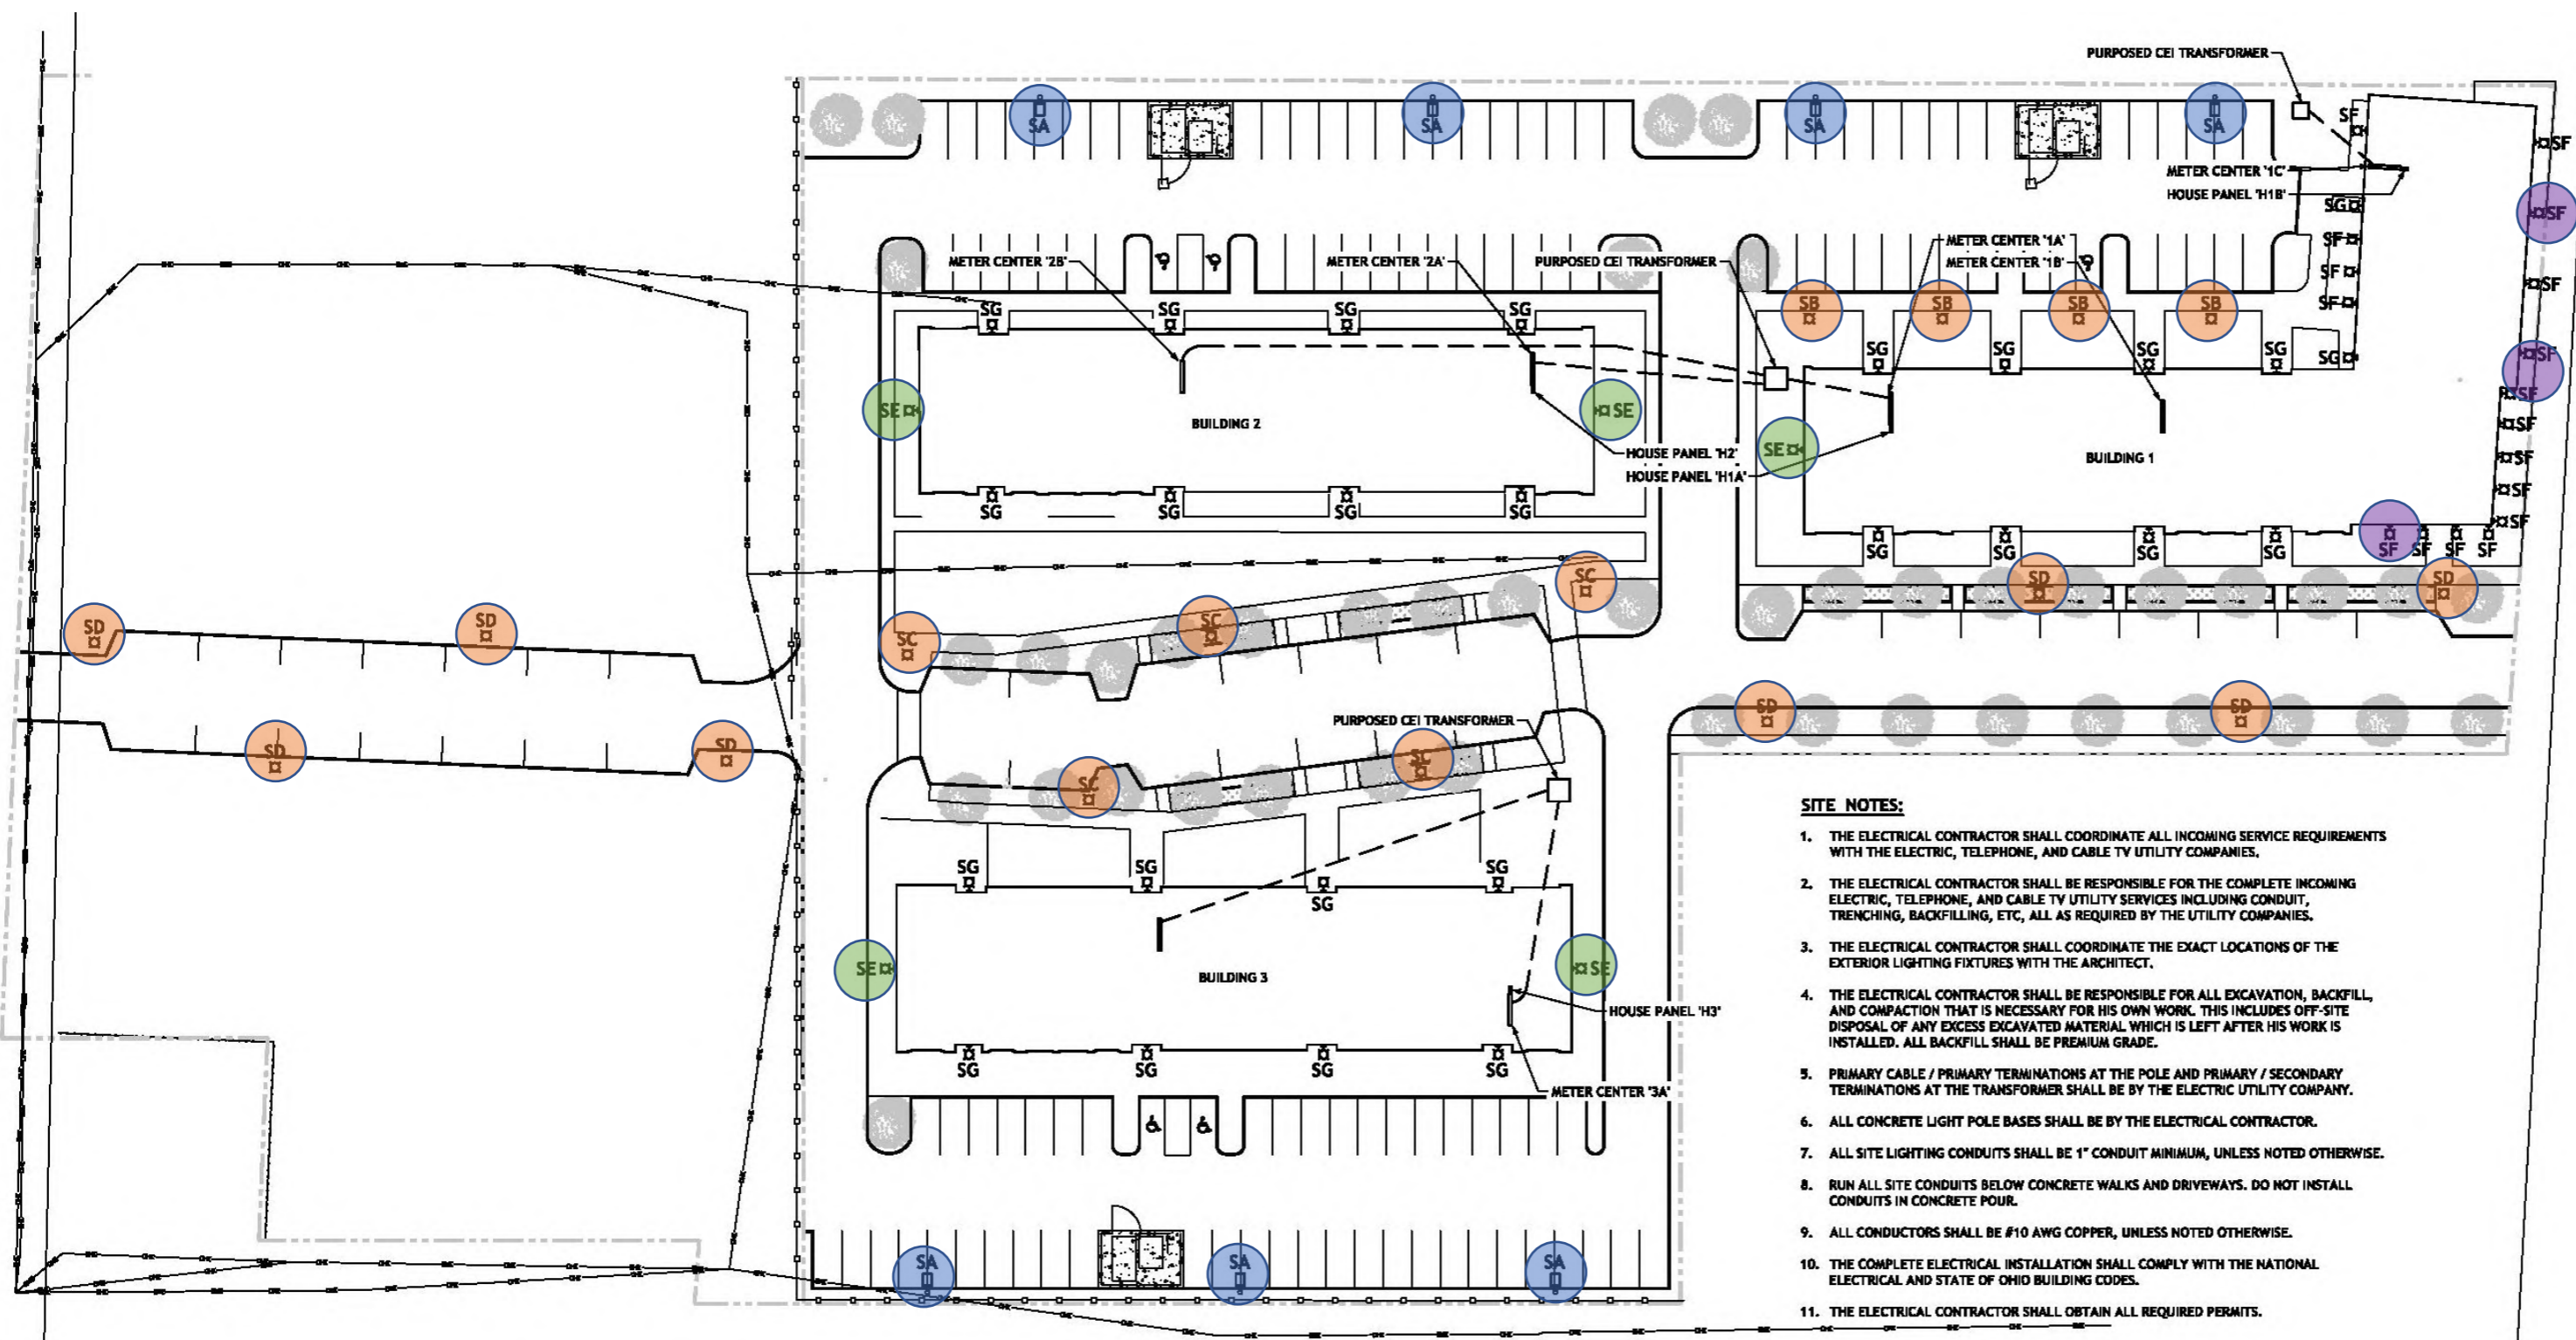 PURPOSED CEI TRANSFORMER
SA
SA
SA
SA
SF
SF
METER CENTER '1C'
HOUSE PANEL 'H1B'
SG
SF
SF
SF
SF
SF
METER CENTER '2B'
METER CENTER '2A'
PURPOSED CEI TRANSFORMER
METER CENTER '1A'
METER CENTER '1B'
SG
SG
SG
SG
SB
SB
SB
SB
SG
SG
SG
SG
SG
SF
SF
SE
SE
SE
BUILDING 2
BUILDING 1
HOUSE PANEL 'H2'
HOUSE PANEL 'H1A'
SF
SF
SF
SF
SG
SG
SG
SG
SG
SG
SG
SG
SF
SF
SF
SF
SC
SD
SD
SD
SD
SC
SC
SD
SD
SD
SD
PURPOSED CEI TRANSFORMER
SC
SC
SG
SG
SG
SG
SE
SE
BUILDING 3
HOUSE PANEL 'H3'
SG
SG
SG
SG
METER CENTER '3A'
SA
SA
SA
SITE NOTES:
1. THE ELECTRICAL CONTRACTOR SHALL COORDINATE ALL INCOMING SERVICE REQUIREMENTS
WITH THE ELECTRIC, TELEPHONE, AND CABLE TV UTILITY COMPANIES.
2. THE ELECTRICAL CONTRACTOR SHALL BE RESPONSIBLE FOR THE COMPLETE INCOMING
ELECTRIC, TELEPHONE, AND CABLE TV UTILITY SERVICES INCLUDING CONDUIT,
TRENCHING, BACKFILLING, ETC, ALL AS REQUIRED BY THE UTILITY COMPANIES.
3. THE ELECTRICAL CONTRACTOR SHALL COORDINATE THE EXACT LOCATIONS OF THE
EXTERIOR LIGHTING FIXTURES WITH THE ARCHITECT.
4. THE ELECTRICAL CONTRACTOR SHALL BE RESPONSIBLE FOR ALL EXCAVATION, BACKFILL,
AND COMPACTION THAT IS NECESSARY FOR HIS OWN WORK. THIS INCLUDES OFF-SITE
DISPOSAL OF ANY EXCESS EXCAVATED MATERIAL WHICH IS LEFT AFTER HIS WORK IS
INSTALLED. ALL BACKFILL SHALL BE PREMIUM GRADE.
5. PRIMARY CABLE / PRIMARY TERMINATIONS AT THE POLE AND PRIMARY / SECONDARY
TERMINATIONS AT THE TRANSFORMER SHALL BE BY THE ELECTRIC UTILITY COMPANY.
6. ALL CONCRETE LIGHT POLE BASES SHALL BE BY THE ELECTRICAL CONTRACTOR.
7. ALL SITE LIGHTING CONDUITS SHALL BE 1" CONDUIT MINIMUM, UNLESS NOTED OTHERWISE.
8. RUN ALL SITE CONDUITS BELOW CONCRETE WALKS AND DRIVEWAYS. DO NOT INSTALL
CONDUITS IN CONCRETE POUR.
9. ALL CONDUCTORS SHALL BE #10 AWG COPPER, UNLESS NOTED OTHERWISE.
10. THE COMPLETE ELECTRICAL INSTALLATION SHALL COMPLY WITH THE NATIONAL
ELECTRICAL AND STATE OF OHIO BUILDING CODES.
11. THE ELECTRICAL CONTRACTOR SHALL OBTAIN ALL REQUIRED PERMITS.